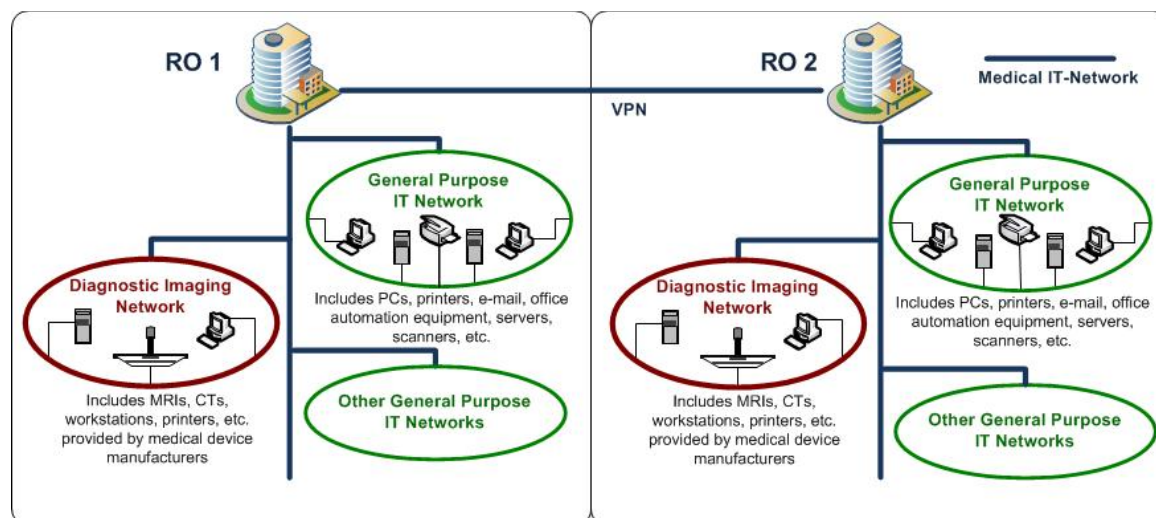 RO 1
General Purpose
IT Network
Includes PCs, printers, e-mail, office
automation equipment, servers,
scanners, etc.
Diagnostic Imaging
Network
Includes MRIs, CTs,
workstations, printers, etc.
provided by medical device
manufacturers
Other General Purpose
IT Networks
VPN
RO 2
Medical IT-Network
General Purpose
IT Network
Includes PCs, printers, e-mail, office
automation equipment, servers,
scanners, etc.
Diagnostic Imaging
Network
Includes MRIs, CTs,
workstations, printers, etc.
provided by medical device
manufacturers
Other General Purpose
IT Networks